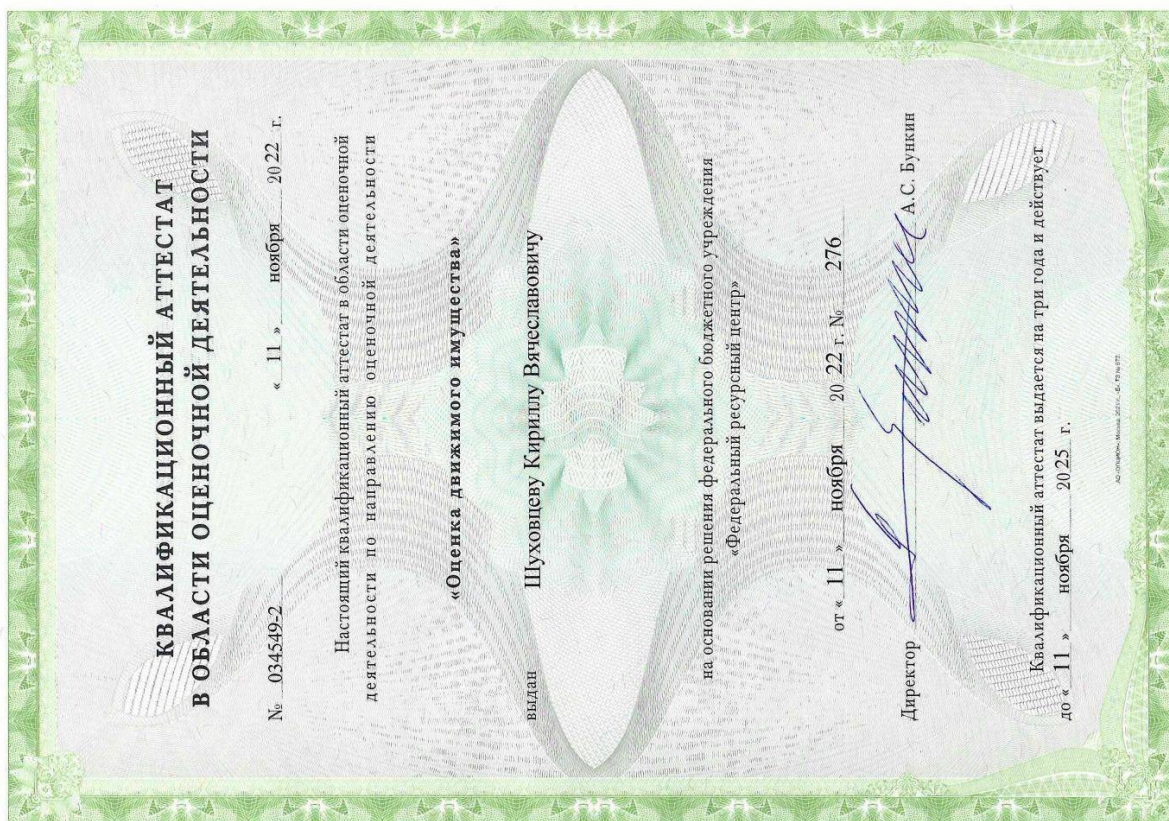 КВАЛИФИКАЦИОННЫЙ АТТЕСТАТ
В ОБЛАСТИ ОЦЕНОЧНОЙ ДЕЯТЕЛЬНОСТИ
№ 034549-2 « 11 » ноября 2022 г.
Настоящий квалификационный аттестат в области оценочной
деятельности по направлению оценочной деятельности
«Оценка движимого имущества»
выдан Шуховцеву Кириллу Вячеславовичу
на основании решения федерального бюджетного учреждения
«Федеральный ресурсный центр»
от « 11 » ноября 20 22 г. № 276
Директор А.С. Бункин
Квалификационный аттестат выдается на три года и действует
до « 11 » ноября 2025 г.